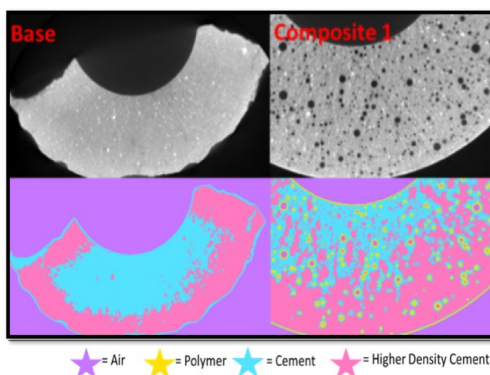 Base
Composite 1
= Air
= Polymer
= Cement
= Higher Density Cement